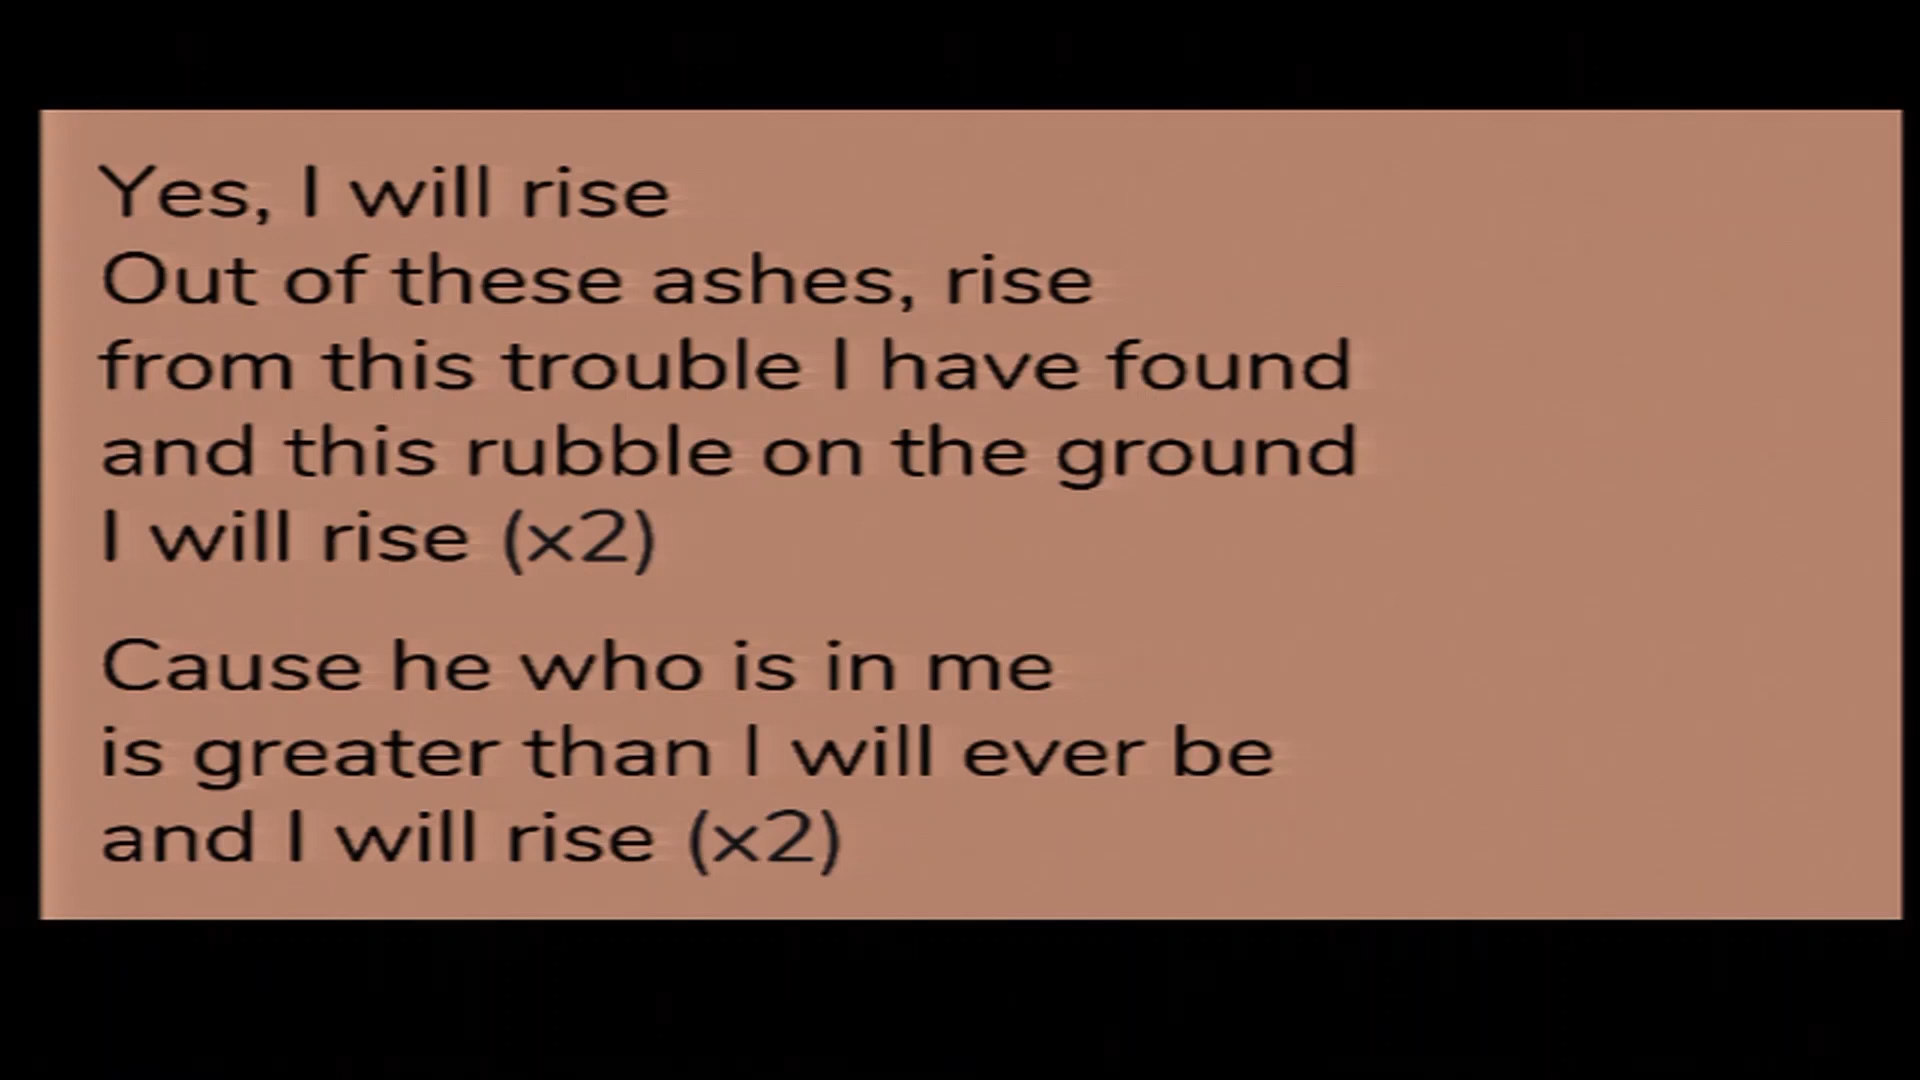 Yes, I will rise
Out of these ashes, rise
from this trouble I have found
and this rubble on the ground
I will rise (x2)
Cause he who is in me
is greater than I will ever be
and I will rise (x2)